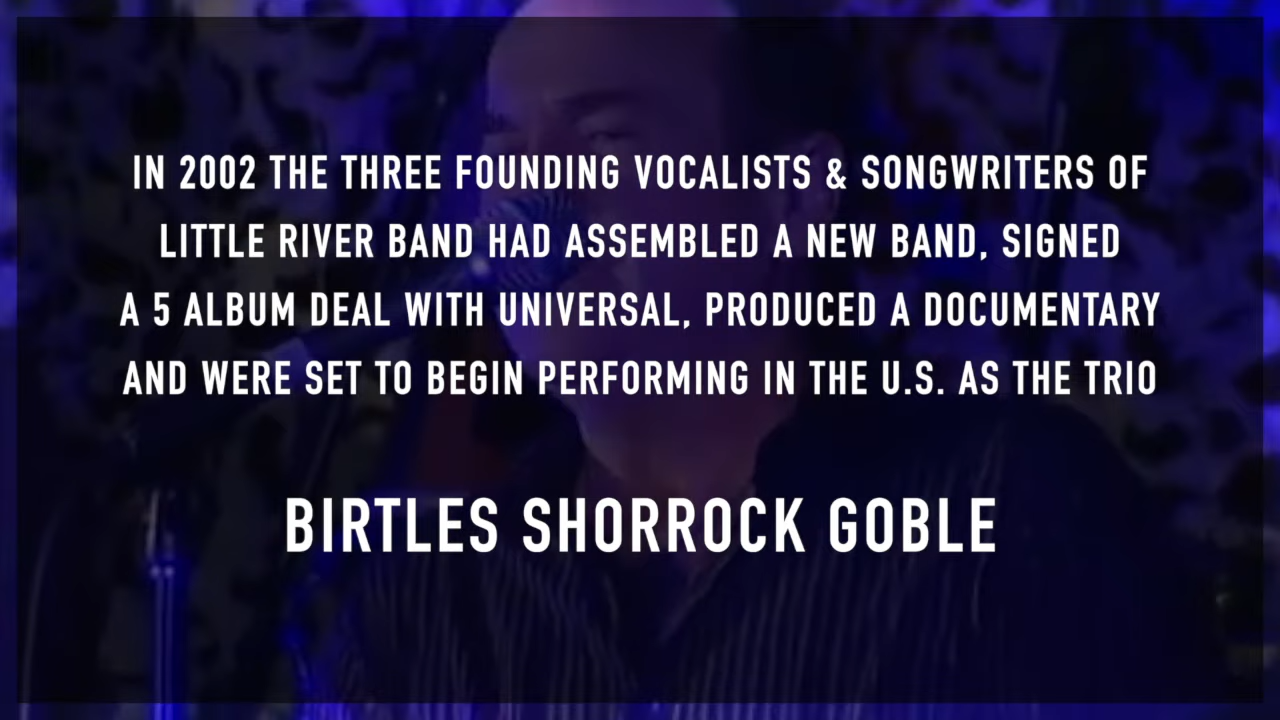 IN 2002 THE THREE FOUNDING VOCALISTS & SONGWRITERS OF
LITTLE RIVER BAND HAD ASSEMBLED A NEW BAND, SIGNED
A 5 ALBUM DEAL WITH UNIVERSAL, PRODUCED A DOCUMENTARY
AND WERE SET TO BEGIN PERFORMING IN THE U.S. AS THE TRIO
BIRTLES SHORROCK GOBLE